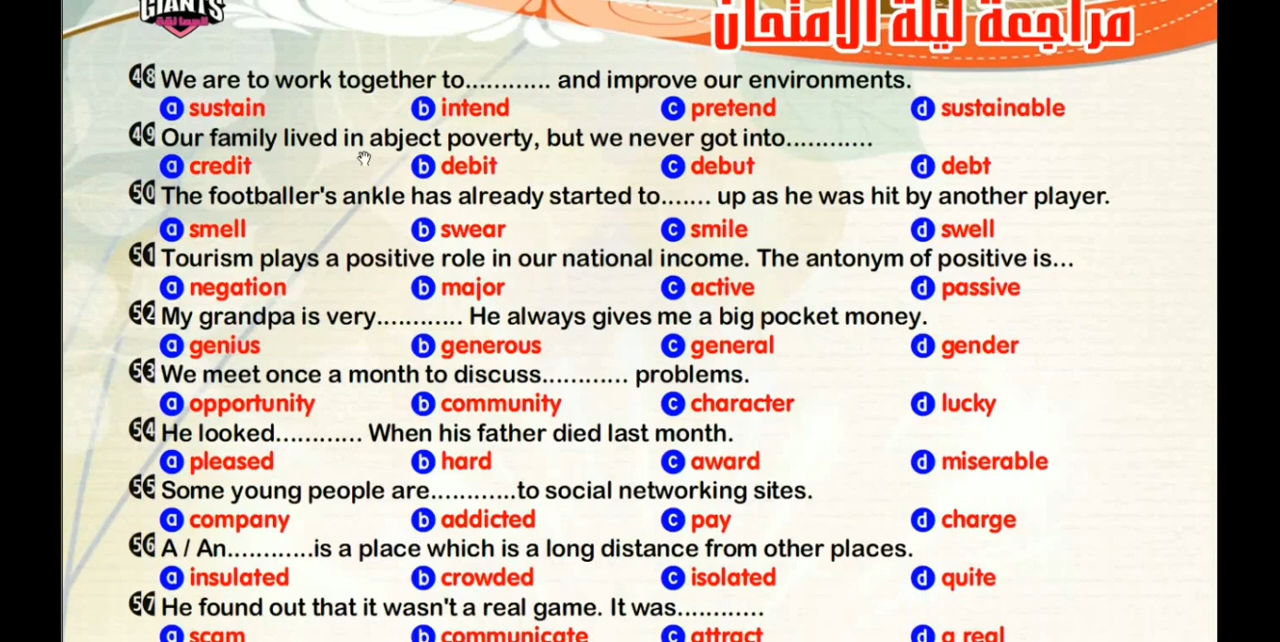 GIANTS
العمالقة
مراجعة ليلة الامتحان
48 We are to work together to............ and improve our environments.
a sustain b intend c pretend d sustainable
49 Our family lived in abject poverty, but we never got into............
a credit b debit c debut d debt
50 The footballer's ankle has already started to....... up as he was hit by another player.
a smell b swear c smile d swell
51 Tourism plays a positive role in our national income. The antonym of positive is...
a negation b major c active d passive
52 My grandpa is very............ He always gives me a big pocket money.
a genius b generous c general d gender
53 We meet once a month to discuss............ problems.
a opportunity b community c character d lucky
54 He looked............ When his father died last month.
a pleased b hard c award d miserable
55 Some young people are............to social networking sites.
a company b addicted c pay d charge
56 A / An............is a place which is a long distance from other places.
a insulated b crowded c isolated d quite
57 He found out that it wasn't a real game. It was............
a scam b communicate c attract d a real